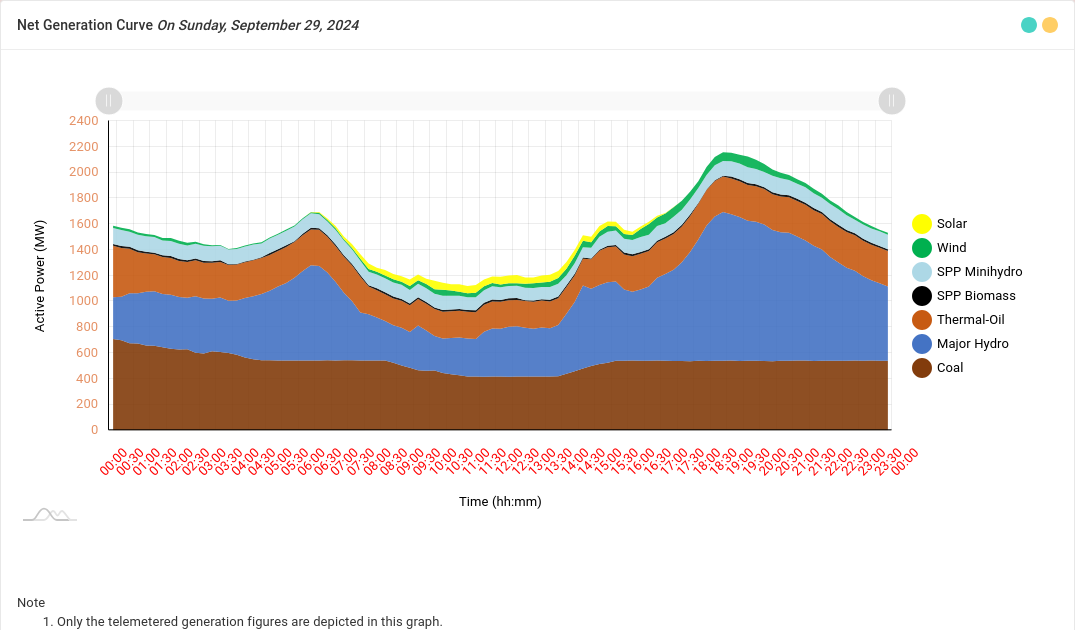 Net Generation Curve On Sunday, September 29, 2024
2400
2200
2000
1800
1600
1400
1200
1000
800
600
400
200
0
Active Power (MW)
00:00 00:30 01:00 01:30 02:00 02:30 03:00 03:30 04:00 04:30 05:00 05:30 06:00 06:30 07:00 07:30 08:00 08:30 09:00 09:30 10:00 10:30 11:00 11:30 12:00 12:30 13:00 13:30 14:00 14:30 15:00 15:30 16:00 16:30 17:00 17:30 18:00 18:30 19:00 19:30 20:00 20:30 21:00 21:30 22:00 22:30 23:00 23:30 00:00
Time (hh:mm)
Solar
Wind
SPP Minihydro
SPP Biomass
Thermal-Oil
Major Hydro
Coal
Note
1. Only the telemetered generation figures are depicted in this graph.